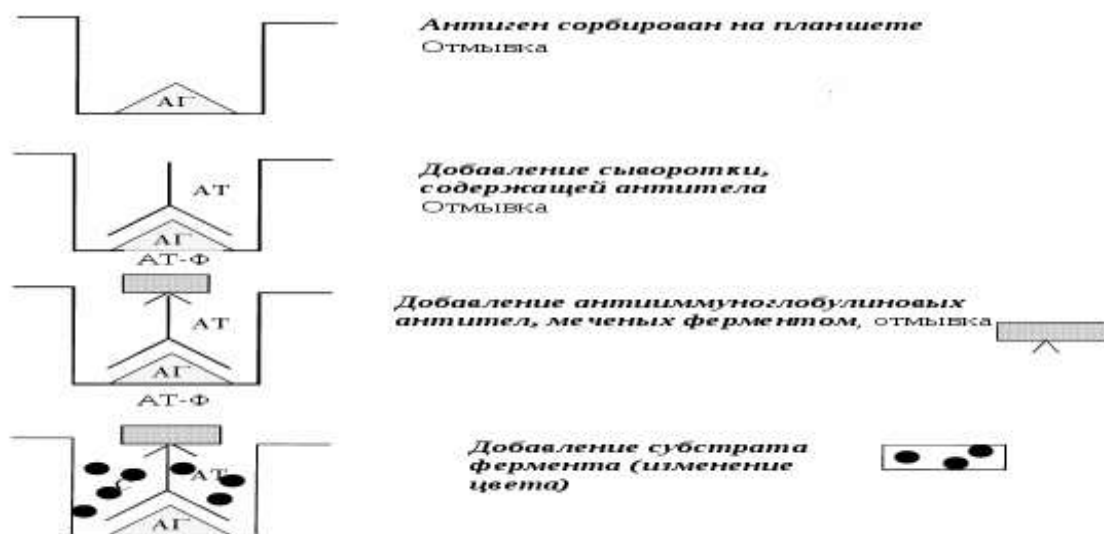 Антиген сорбирован на планшете
Отмывка
АГ
Добавление сыворотки,
содержащей антитела
Отмывка
АТ
АГ
АТ-Ф
Добавление антииммуноглобулиновых
антител, меченых ферментом, отмывка
АТ
АГ
АТ-Ф
Добавление субстрата
фермента (изменение
цвета)
АТ
АГ